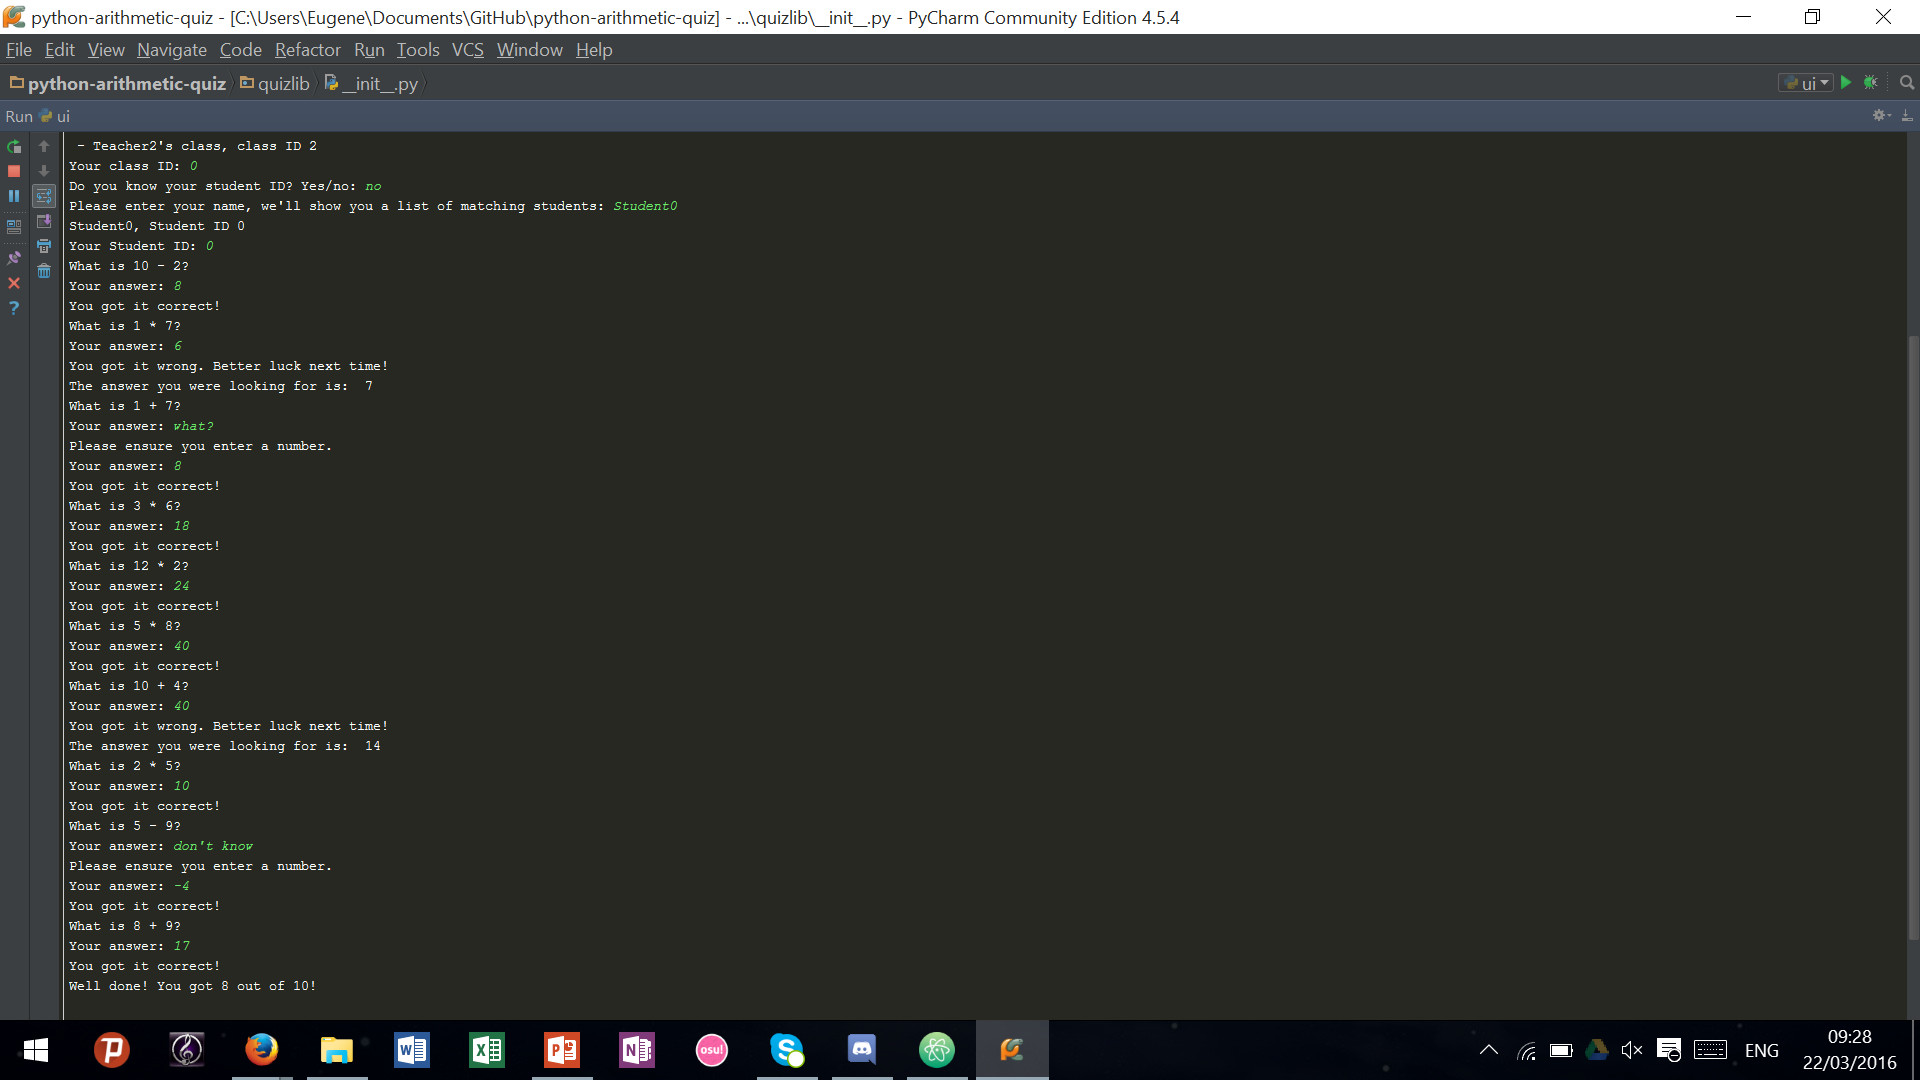 python-arithmetic-quiz - [C:\Users\Eugene\Documents\GitHub\python-arithmetic-quiz] - ...\quizlib\__init__.py - PyCharm Community Edition 4.5.4
File Edit View Navigate Code Refactor Run Tools VCS Window Help
python-arithmetic-quiz quizlib __init__.py ui
Run ui
- Teacher2's class, class ID 2
Your class ID: 0
Do you know your student ID? Yes/no: no
Please enter your name, we'll show you a list of matching students: Student0
Student0, Student ID 0
Your Student ID: 0
What is 10 - 2?
Your answer: 8
You got it correct!
What is 1 * 7?
Your answer: 6
You got it wrong. Better luck next time!
The answer you were looking for is:  7
What is 1 + 7?
Your answer: what?
Please ensure you enter a number.
Your answer: 8
You got it correct!
What is 3 * 6?
Your answer: 18
You got it correct!
What is 12 * 2?
Your answer: 24
You got it correct!
What is 5 * 8?
Your answer: 40
You got it correct!
What is 10 + 4?
Your answer: 40
You got it wrong. Better luck next time!
The answer you were looking for is:  14
What is 2 * 5?
Your answer: 10
You got it correct!
What is 5 - 9?
Your answer: don't know
Please ensure you enter a number.
Your answer: -4
You got it correct!
What is 8 + 9?
Your answer: 17
You got it correct!
Well done! You got 8 out of 10!
osu!
ENG
09:28
22/03/2016